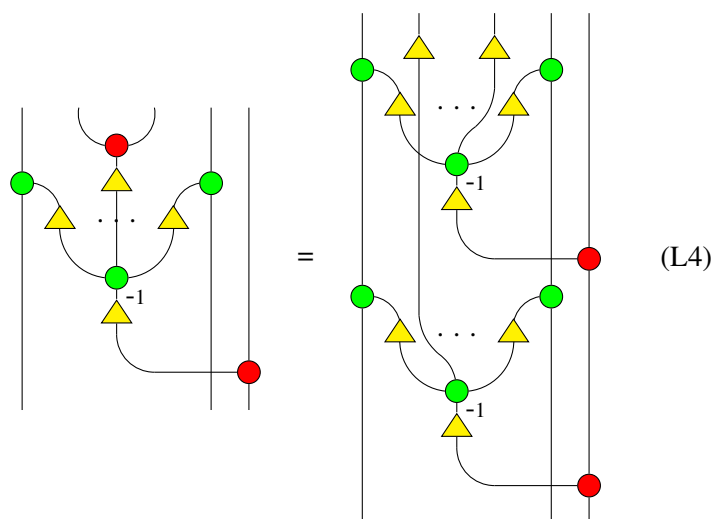 . . .
-1
=
. . .
-1
. . .
-1
(L4)